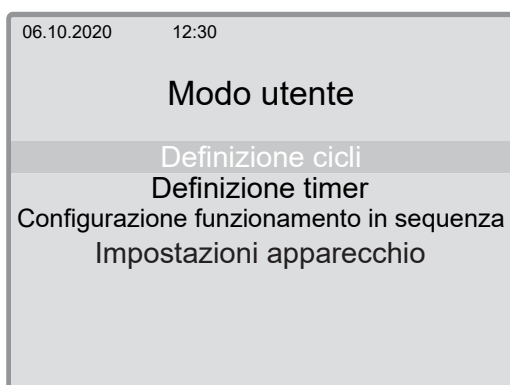 06.10.2020 12:30
Modo utente
Definizione cicli
Definizione timer
Configurazione funzionamento in sequenza
Impostazioni apparecchio